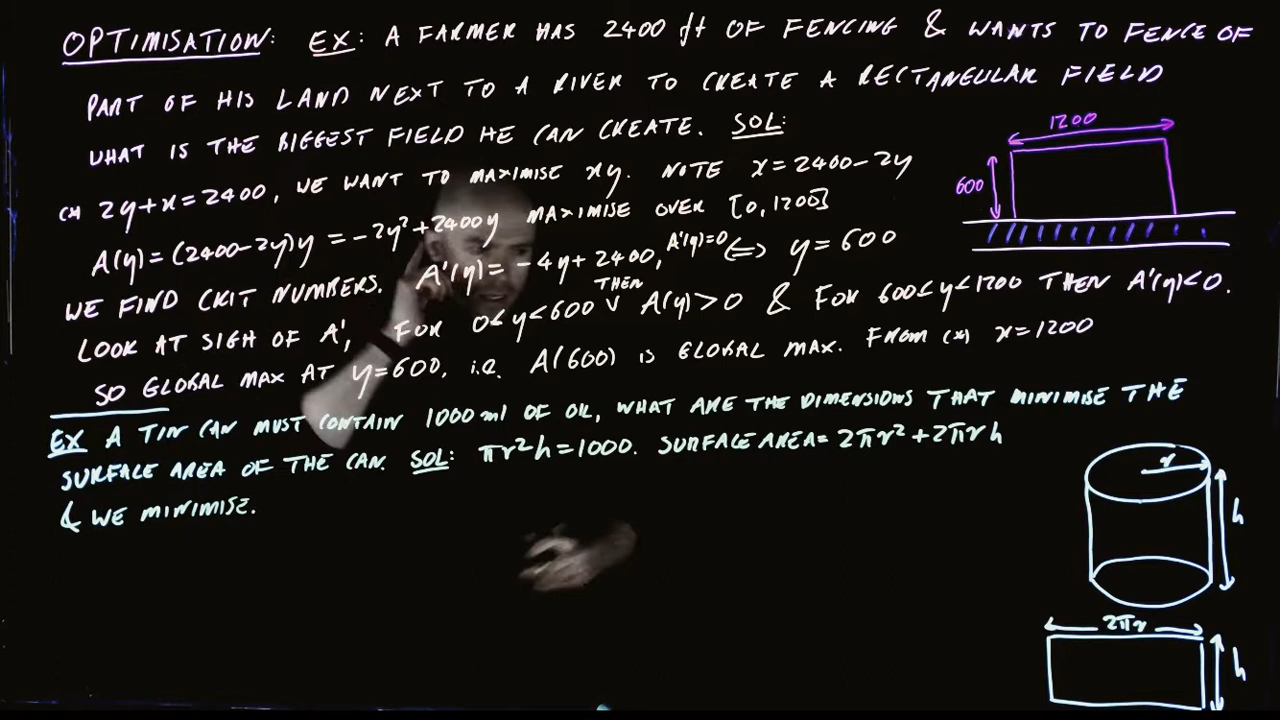 OPTIMISATION: EX: A FARMER HAS 2400 ft OF FENCING & WANTS TO FENCE OF
PART OF HIS LAND NEXT TO A RIVER TO CREATE A RECTANGULAR FIELD
WHAT IS THE BIGGEST FIELD HE CAN CREATE. SOL:
(*) 2y+x=2400, WE WANT TO MAXIMISE xy. NOTE x=2400-2y
A(y)=(2400-2y)y = -2y²+2400y MAXIMISE OVER [0,1200]
WE FIND CRIT NUMBERS. A'(y)= -4y+2400, A'(y)=0 <=> y=600
LOOK AT SIGN OF A', FOR 0<y<600 THEN A(y)>0 & FOR 600<y<1200 THEN A'(y)<0.
SO GLOBAL MAX AT y=600, i.e. A(600) IS GLOBAL MAX. FROM (*) x=1200
1200
600
EX A TIN CAN MUST CONTAIN 1000 ml OF OIL, WHAT ARE THE DIMENSIONS THAT MINIMISE THE
SURFACE AREA OF THE CAN. SOL: πr²h=1000. SURFACE AREA= 2πr²+2πrh
& WE MINIMISE.
r
h
2πr
h